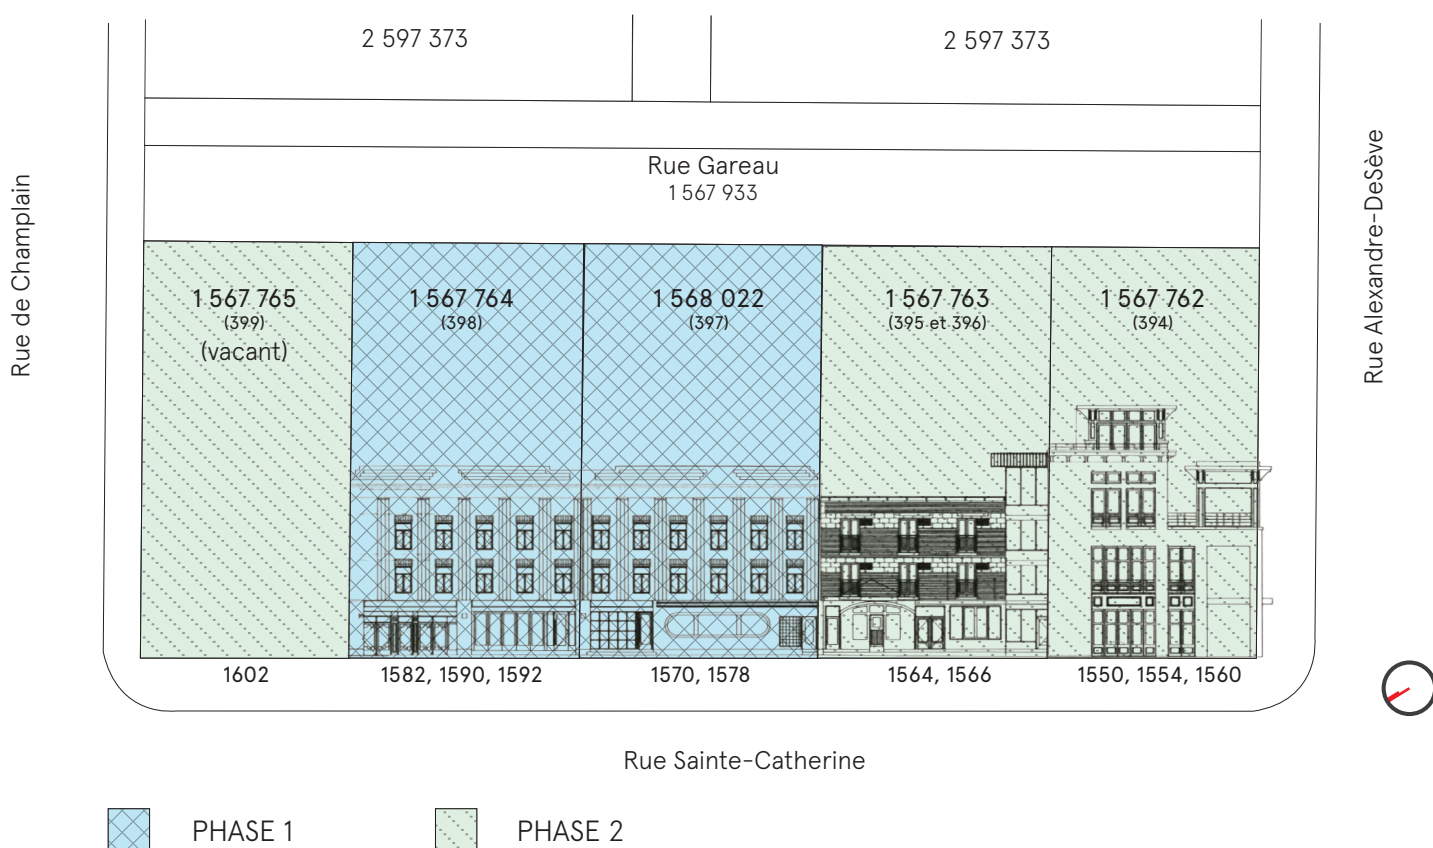 2 597 373
2 597 373
Rue Gareau
1 567 933
Rue de Champlain
Rue Alexandre-DeSève
1 567 765
(399)
(vacant)
1 567 764
(398)
1 568 022
(397)
1 567 763
(395 et 396)
1 567 762
(394)
1602
1582, 1590, 1592
1570, 1578
1564, 1566
1550, 1554, 1560
Rue Sainte-Catherine
PHASE 1
PHASE 2